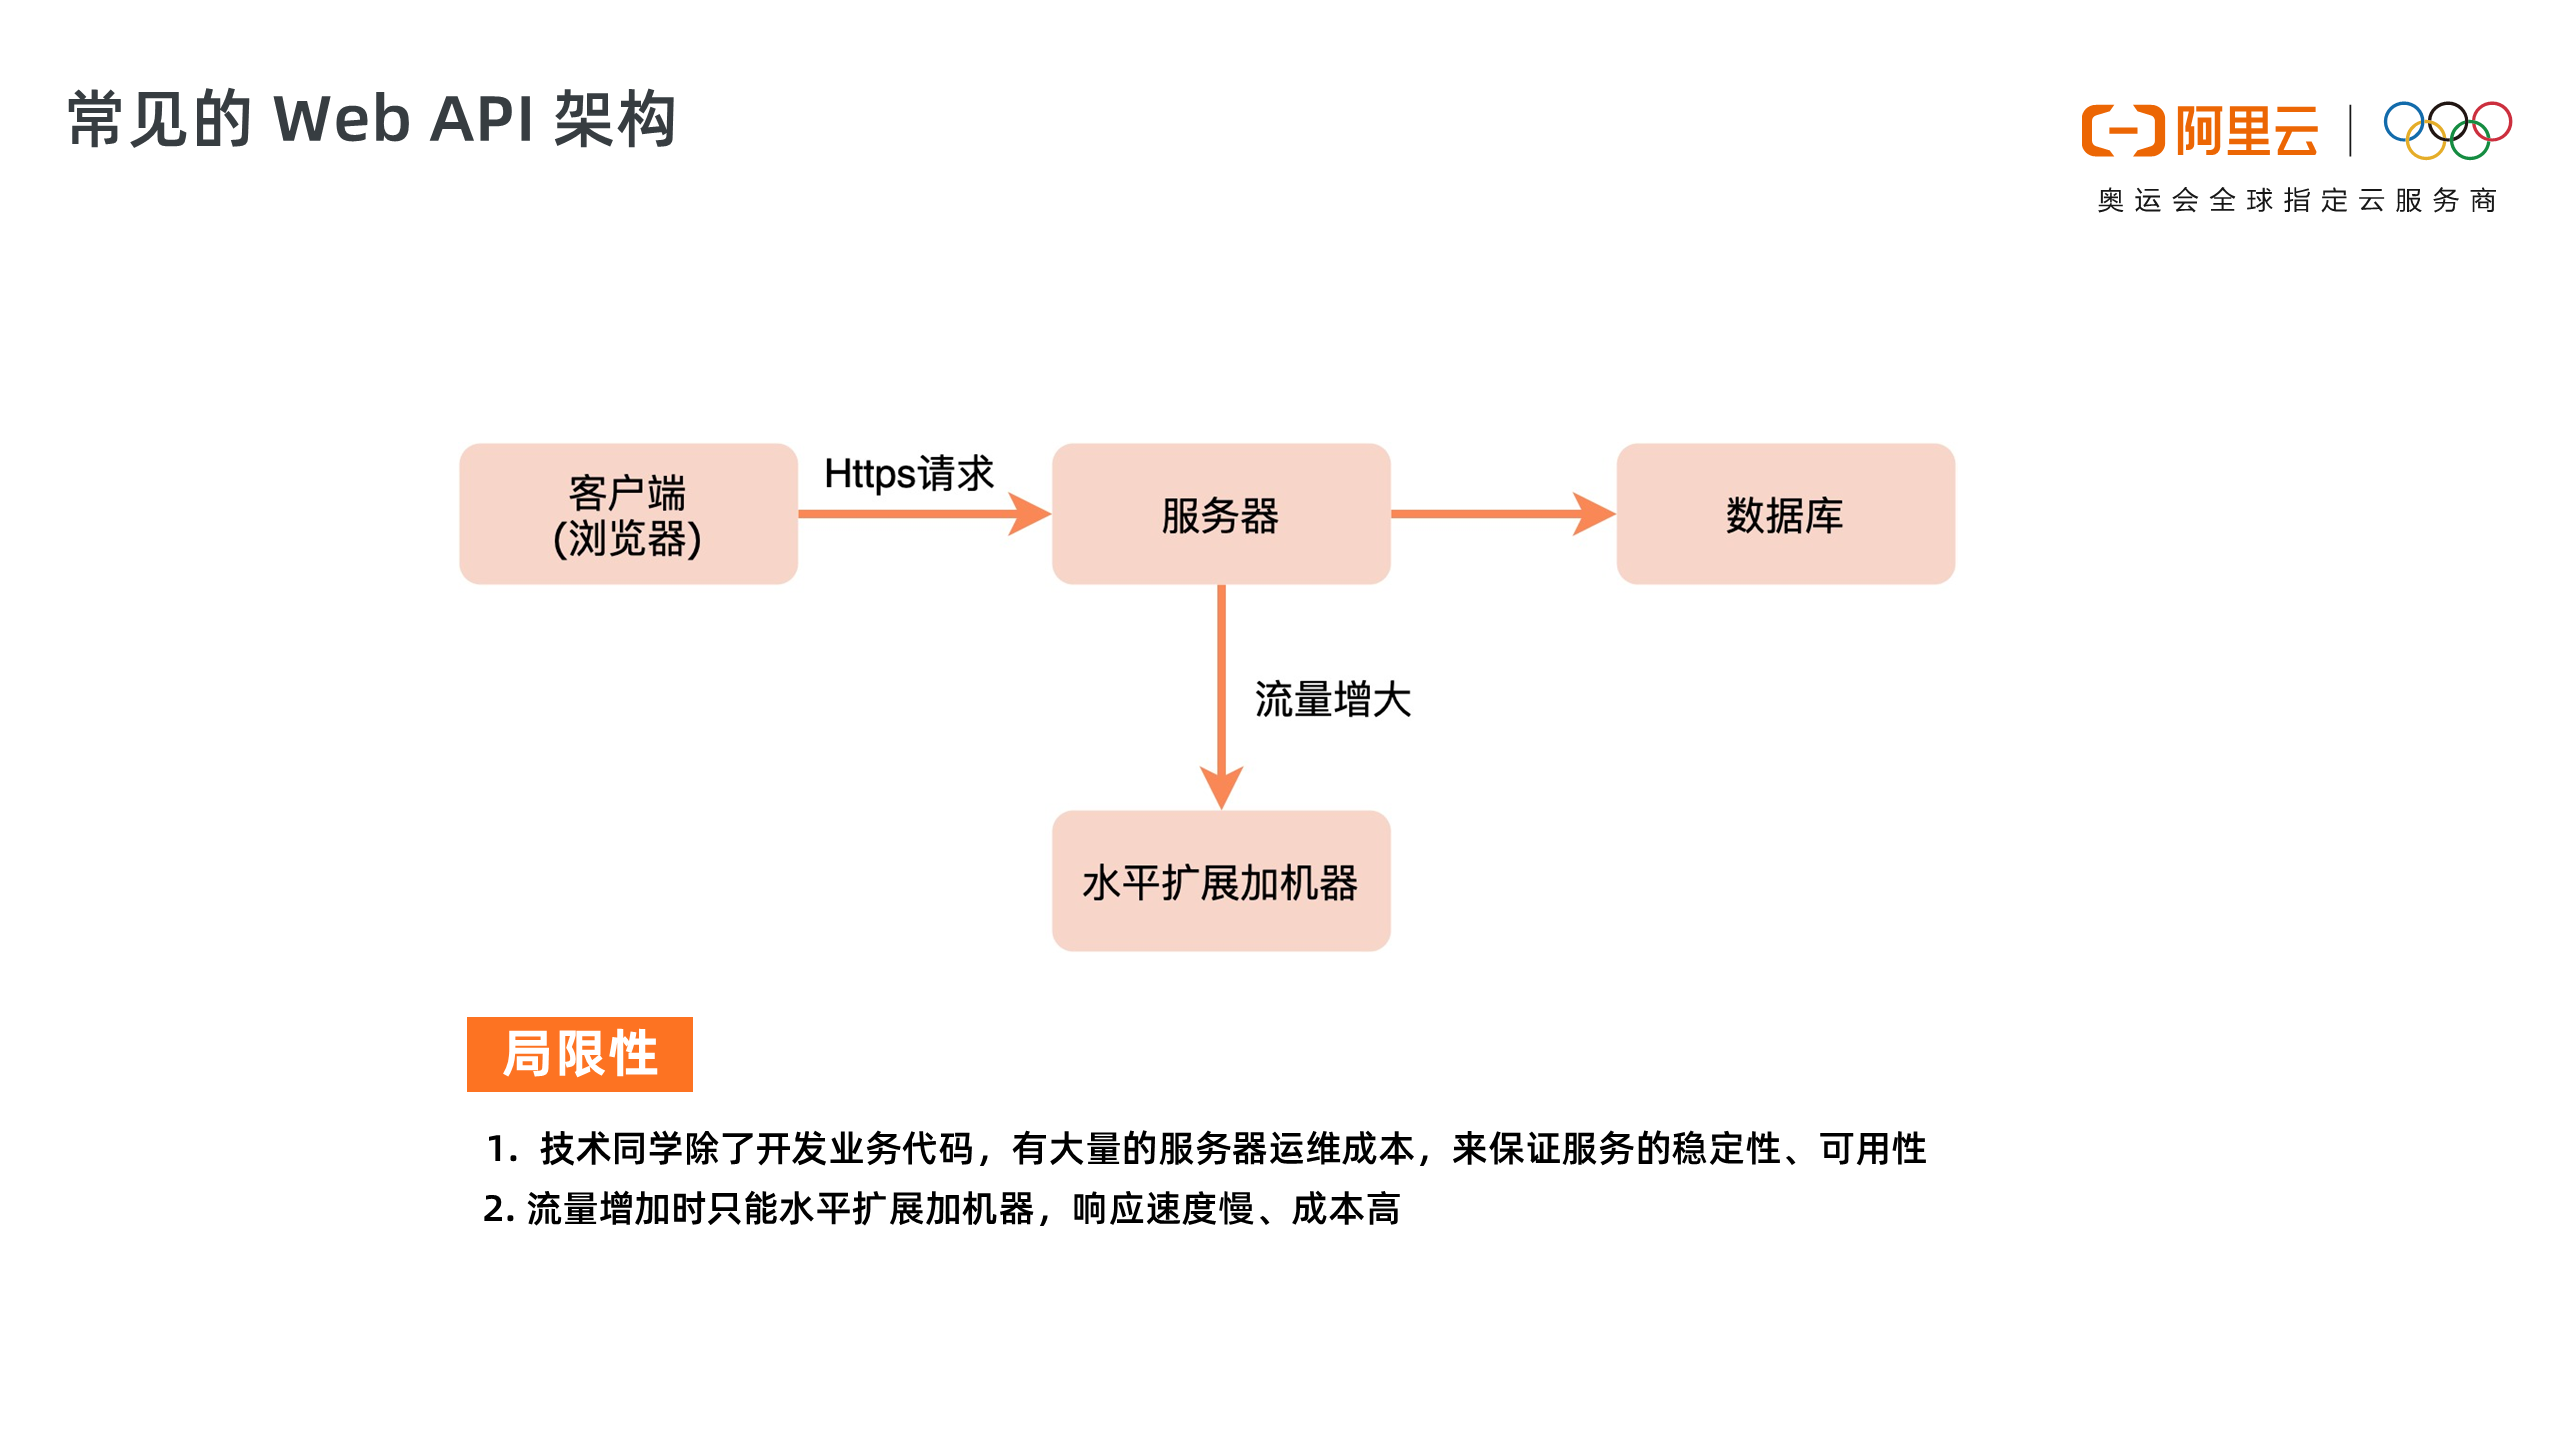 常见的 Web API 架构
阿里云
奥运会全球指定云服务商
客户端
(浏览器)
Https请求
服务器
数据库
流量增大
水平扩展加机器
局限性
1. 技术同学除了开发业务代码，有大量的服务器运维成本，来保证服务的稳定性、可用性
2. 流量增加时只能水平扩展加机器，响应速度慢、成本高